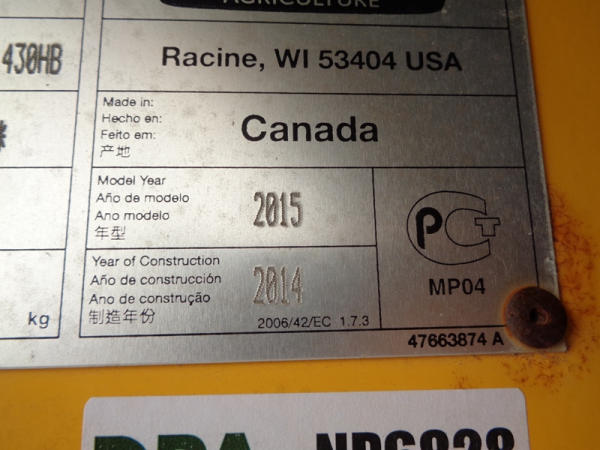 AGRICULTURE
430HB
Racine, WI 53404 USA
Made in:
Hecho en:
Feito em:
产地
Canada
Model Year
Año de modelo
Ano modelo
年型
2015
PCT
MP04
Year of Construction
Año de construcción
Ano de construção
制造年份
2014
2006/42/EC 1.7.3
kg
47663874 A